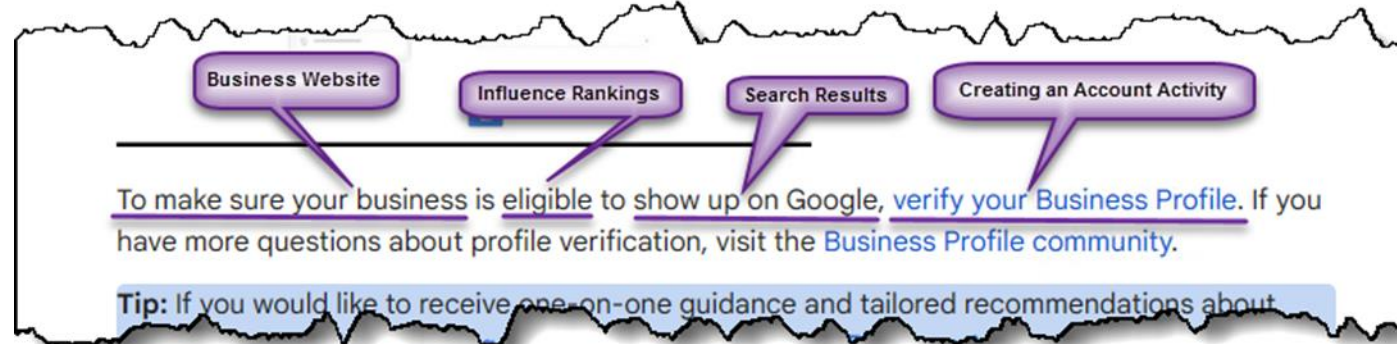 Business Website
Influence Rankings
Search Results
Creating an Account Activity
To make sure your business is eligible to show up on Google, verify your Business Profile. If you
have more questions about profile verification, visit the Business Profile community.
Tip: If you would like to receive one-on-one guidance and tailored recommendations about